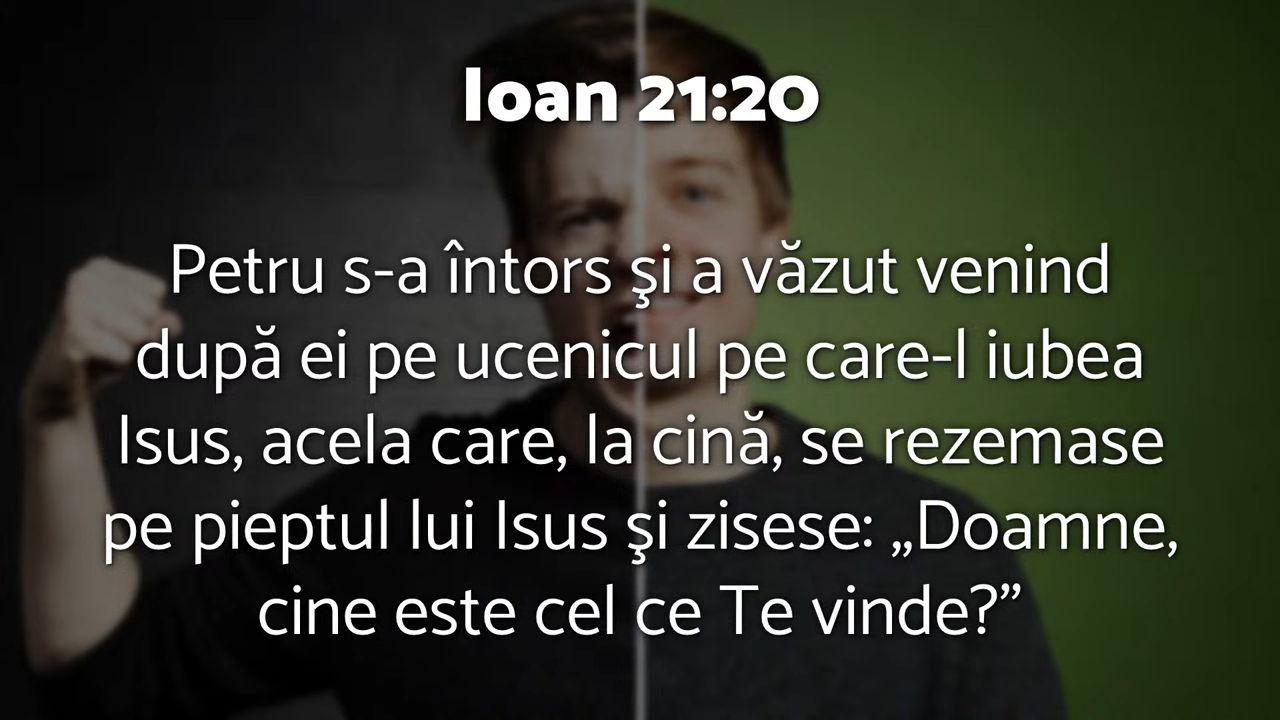 Ioan 21:20
Petru s-a întors şi a văzut venind
după ei pe ucenicul pe care-l iubea
Isus, acela care, la cină, se rezemase
pe pieptul lui Isus şi zisese: „Doamne,
cine este cel ce Te vinde?”